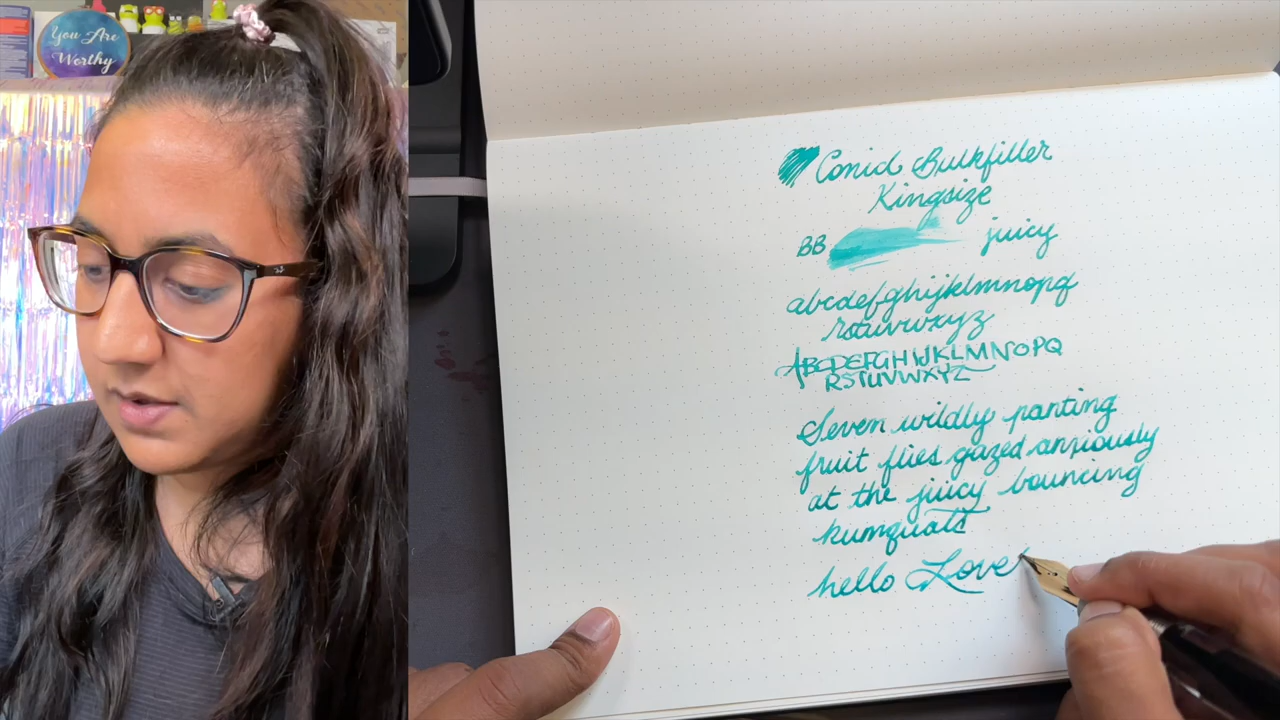 You Are
Worthy
Conid Bulkfiller
Kingsize
BB juicy
abcdefghijklmnopq
rstuvwxyz
ABCDEFGHIJKLMNOPQ
RSTUVWXYZ
Seven wildly panting
fruit flies gazed anxiously
at the juicy bouncing
kumquats
hello Love